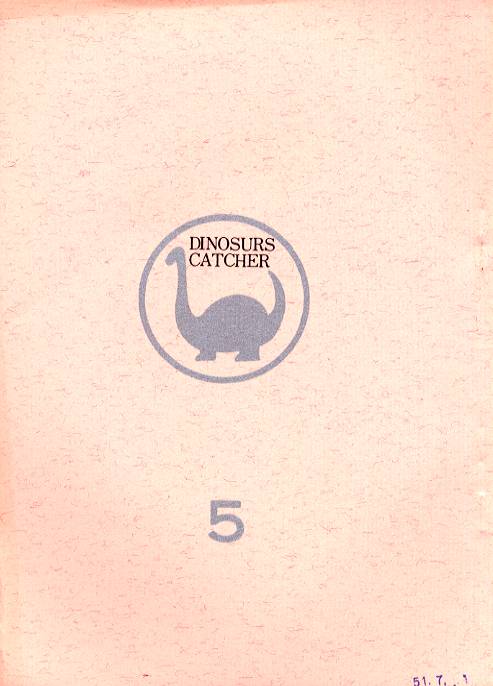 DINOSURS
CATCHER
5
51. 7. . 1